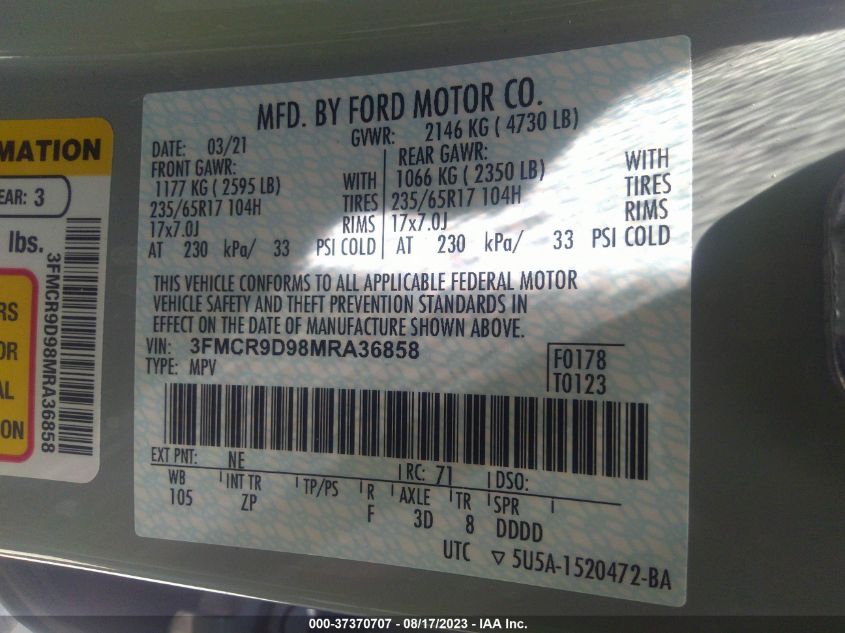 MFD. BY FORD MOTOR CO.
DATE: 03/21 GVWR: 2146 KG ( 4730 LB)
FRONT GAWR: REAR GAWR: WITH
1177 KG ( 2595 LB) WITH 1066 KG ( 2350 LB) TIRES
235/65R17 104H TIRES 235/65R17 104H RIMS
17x7.0J RIMS 17x7.0J
AT 230 kPa/ 33 PSI COLD AT 230 kPa/ 33 PSI COLD
THIS VEHICLE CONFORMS TO ALL APPLICABLE FEDERAL MOTOR
VEHICLE SAFETY AND THEFT PREVENTION STANDARDS IN
EFFECT ON THE DATE OF MANUFACTURE SHOWN ABOVE.
VIN: 3FMCR9D98MRA36858
TYPE: MPV
F0178
T0123
EXT PNT: NE RC: 71 DSO:
WB INT TR TP/PS R AXLE TR SPR
105 ZP F 3D 8 DDDD
UTC ▽ 5U5A-1520472-BA
MATION
EAR: 3
lbs.
3FMCR9D98MRA36858
RS
OR
AL
ON
000-37370707 - 08/17/2023 - IAA Inc.